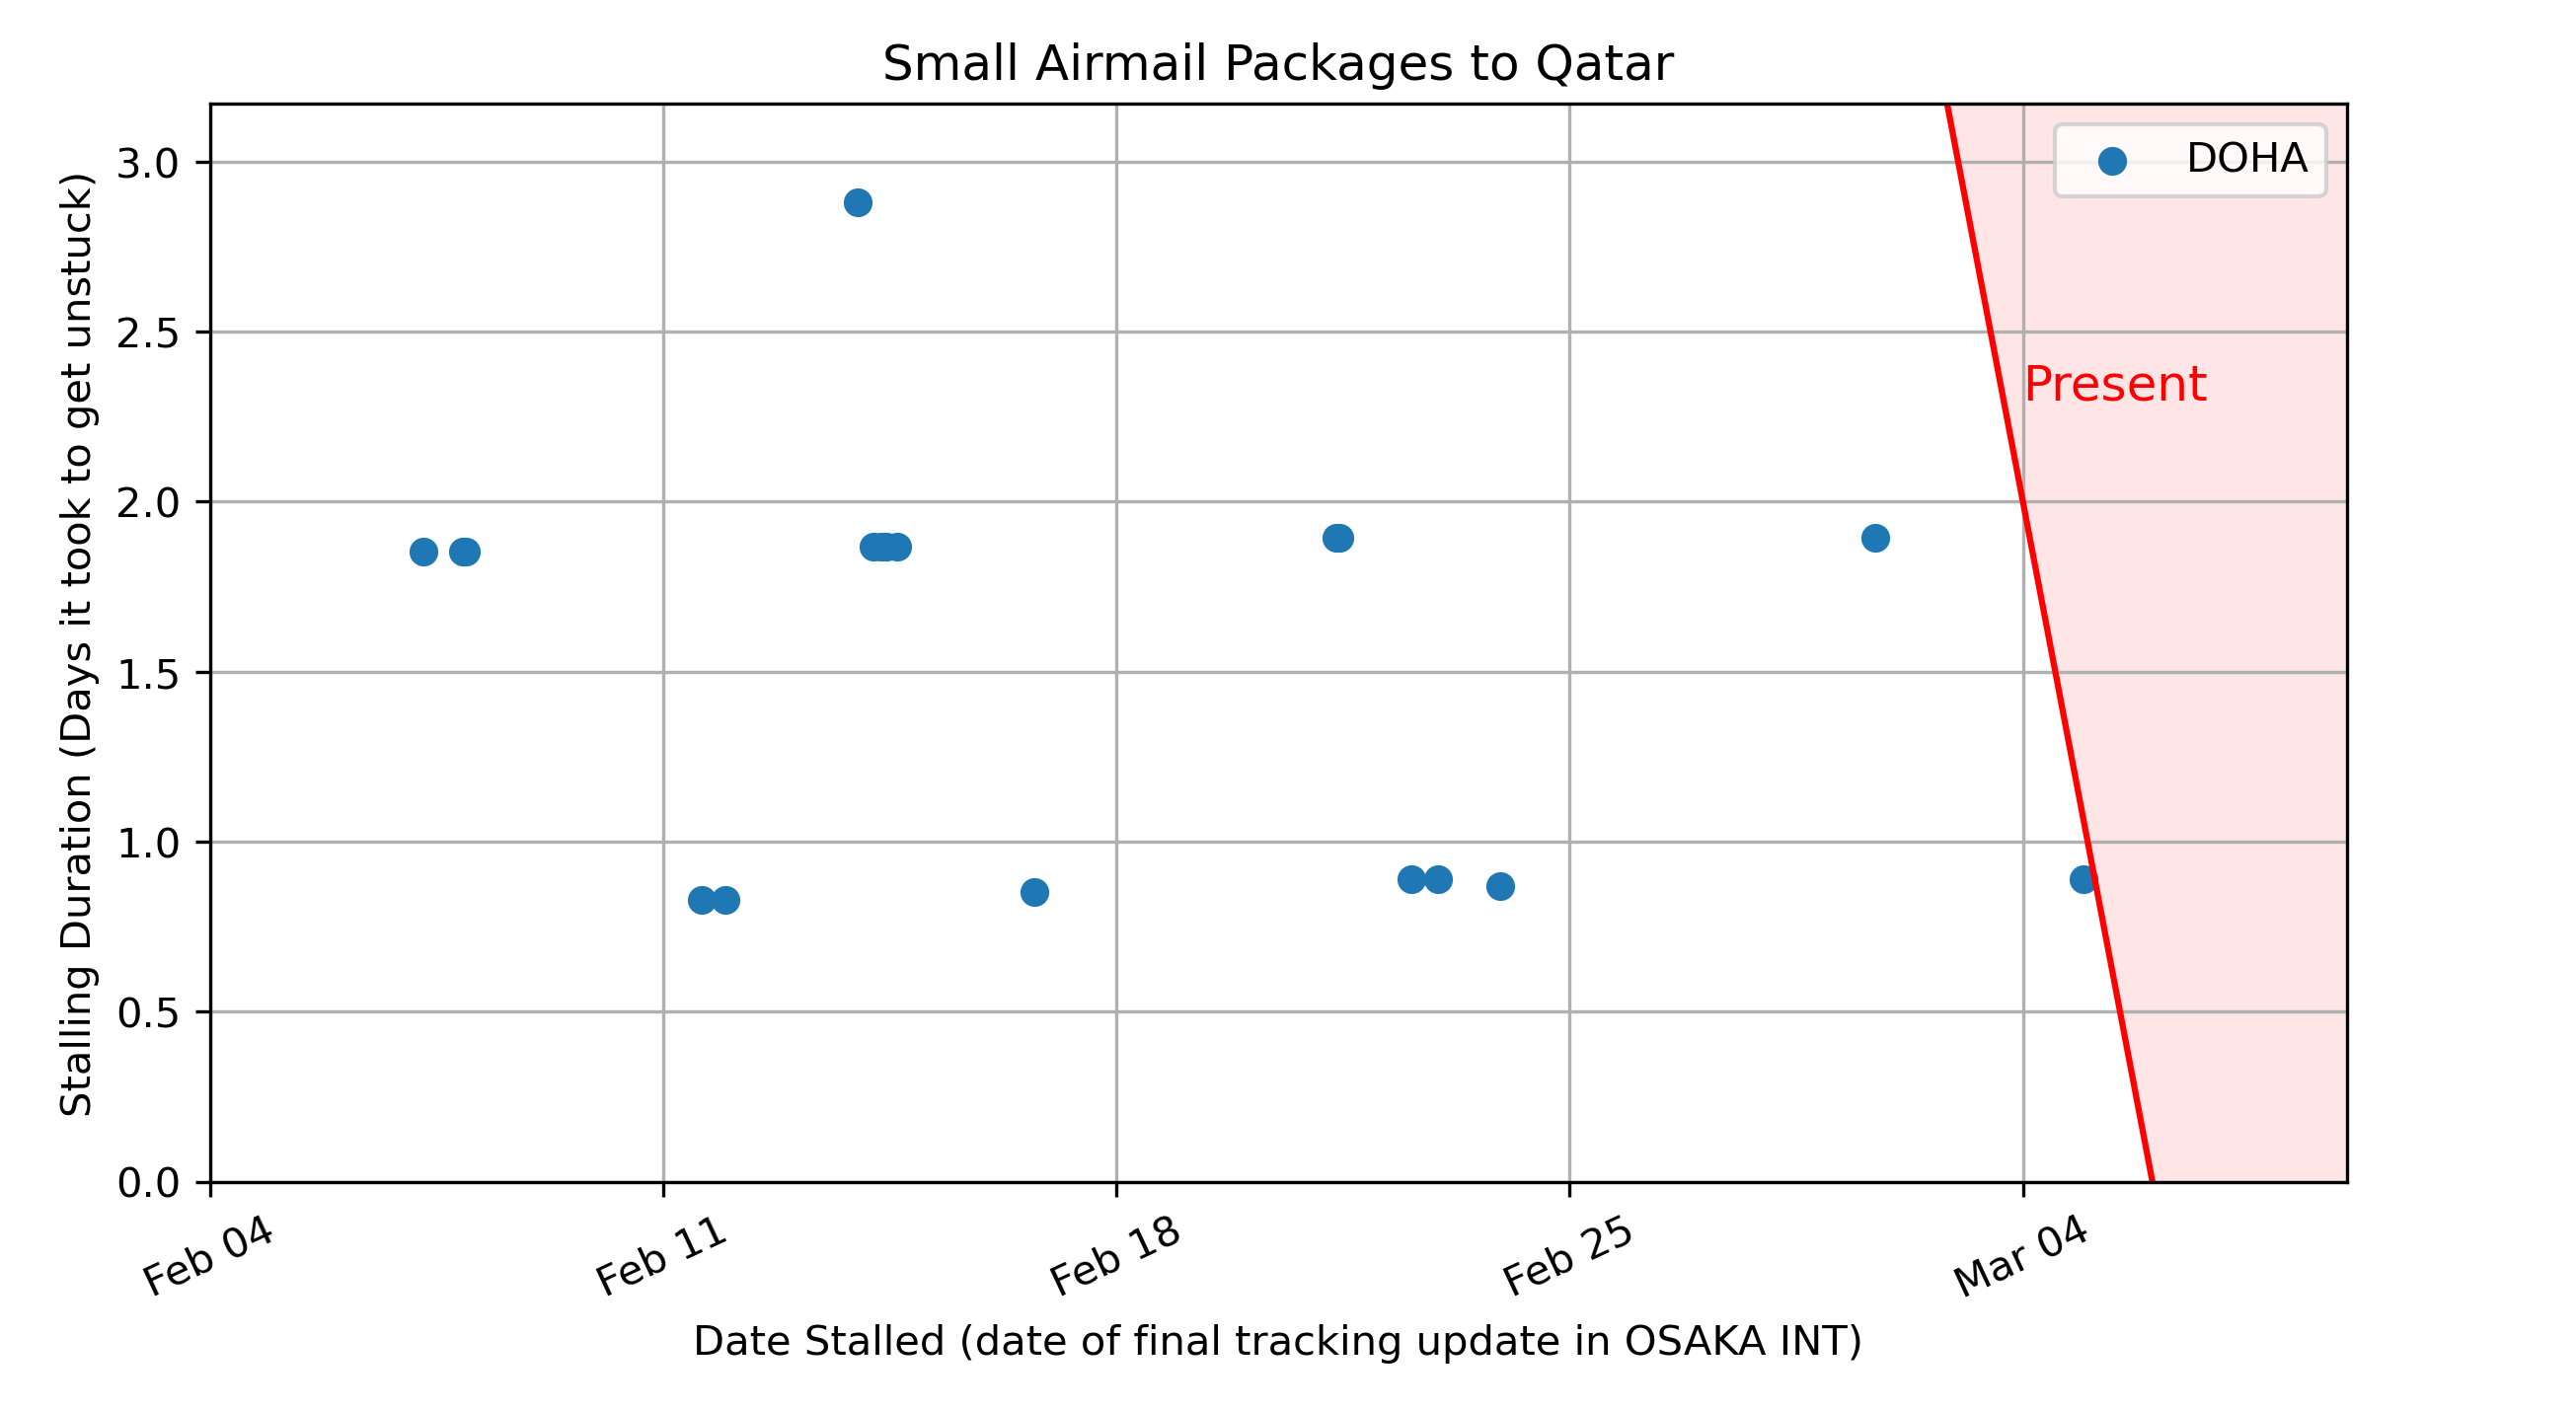 Small Airmail Packages to Qatar
DOHA
Present
Stalling Duration (Days it took to get unstuck)
3.0
2.5
2.0
1.5
1.0
0.5
0.0
Feb 04
Feb 11
Feb 18
Feb 25
Mar 04
Date Stalled (date of final tracking update in OSAKA INT)